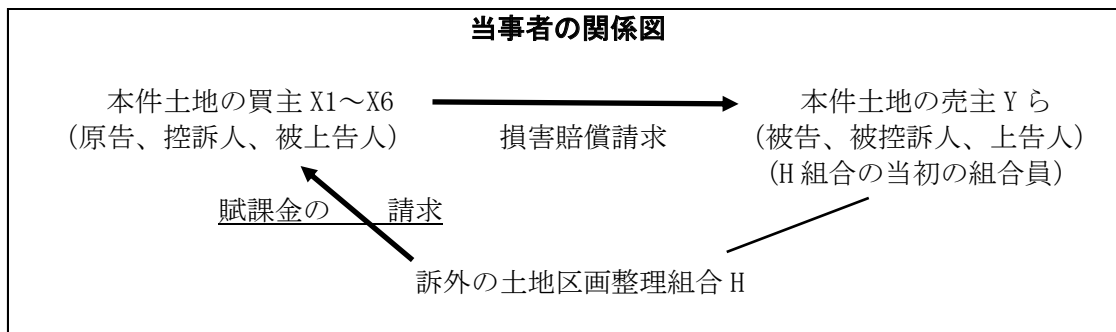 当事者の関係図
本件土地の買主 X1～X6 本件土地の売主 Y ら
(原告、控訴人、被上告人) 損害賠償請求 (被告、被控訴人、上告人)
(H 組合の当初の組合員)
賦課金の 請求
訴外の土地区画整理組合 H